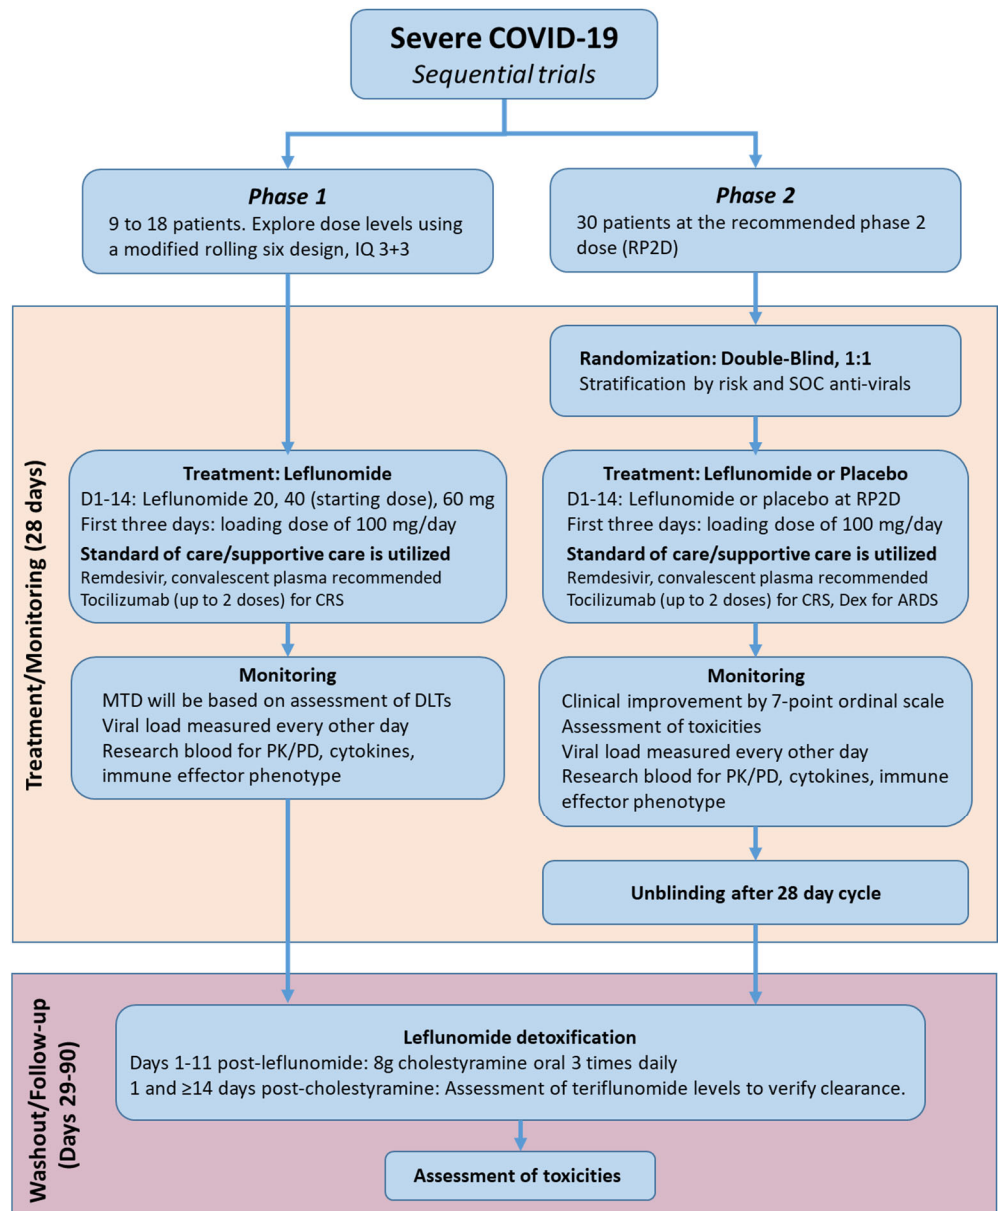 Severe COVID-19
Sequential trials
Phase 1
9 to 18 patients. Explore dose levels using
a modified rolling six design, IQ 3+3
Phase 2
30 patients at the recommended phase 2
dose (RP2D)
Treatment/Monitoring (28 days)
Randomization: Double-Blind, 1:1
Stratification by risk and SOC anti-virals
Treatment: Leflunomide
D1-14: Leflunomide 20, 40 (starting dose), 60 mg
First three days: loading dose of 100 mg/day
Standard of care/supportive care is utilized
Remdesivir, convalescent plasma recommended
Tocilizumab (up to 2 doses) for CRS
Treatment: Leflunomide or Placebo
D1-14: Leflunomide or placebo at RP2D
First three days: loading dose of 100 mg/day
Standard of care/supportive care is utilized
Remdesivir, convalescent plasma recommended
Tocilizumab (up to 2 doses) for CRS, Dex for ARDS
Monitoring
MTD will be based on assessment of DLTs
Viral load measured every other day
Research blood for PK/PD, cytokines,
immune effector phenotype
Monitoring
Clinical improvement by 7-point ordinal scale
Assessment of toxicities
Viral load measured every other day
Research blood for PK/PD, cytokines, immune
effector phenotype
Unblinding after 28 day cycle
Washout/Follow-up
(Days 29-90)
Leflunomide detoxification
Days 1-11 post-leflunomide: 8g cholestyramine oral 3 times daily
1 and ≥14 days post-cholestyramine: Assessment of teriflunomide levels to verify clearance.
Assessment of toxicities